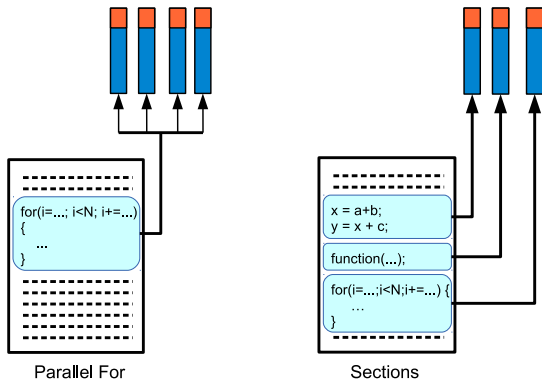 for(i=...; i<N; i+=...)
{
...
}
Parallel For
x = a+b;
y = x + c;
function(...);
for(i=...;i<N;i+=...) {
...
}
Sections